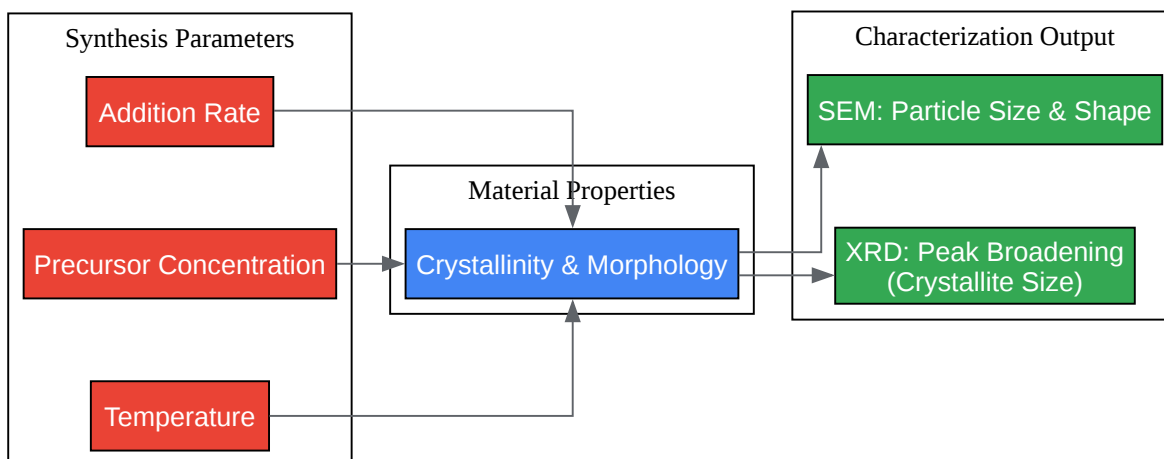 Synthesis Parameters
Addition Rate
Precursor Concentration
Temperature
Material Properties
Crystallinity & Morphology
Characterization Output
SEM: Particle Size & Shape
XRD: Peak Broadening
(Crystallite Size)